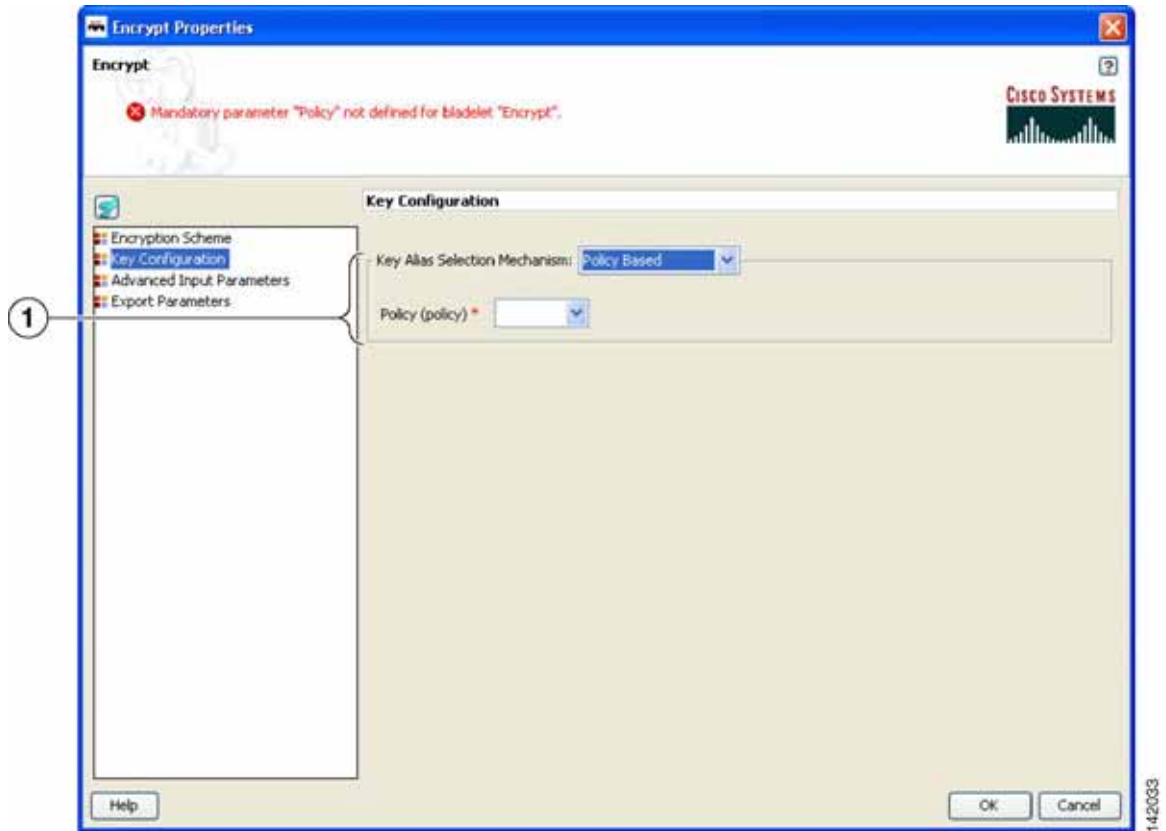 Encrypt Properties
Encrypt
Mandatory parameter "Policy" not defined for bladelet "Encrypt".
CISCO SYSTEMS
Key Configuration
Encryption Scheme
Key Configuration
Advanced Input Parameters
Export Parameters
Key Alias Selection Mechanism: Policy Based
Policy (policy) *
1
Help
OK
Cancel
142033